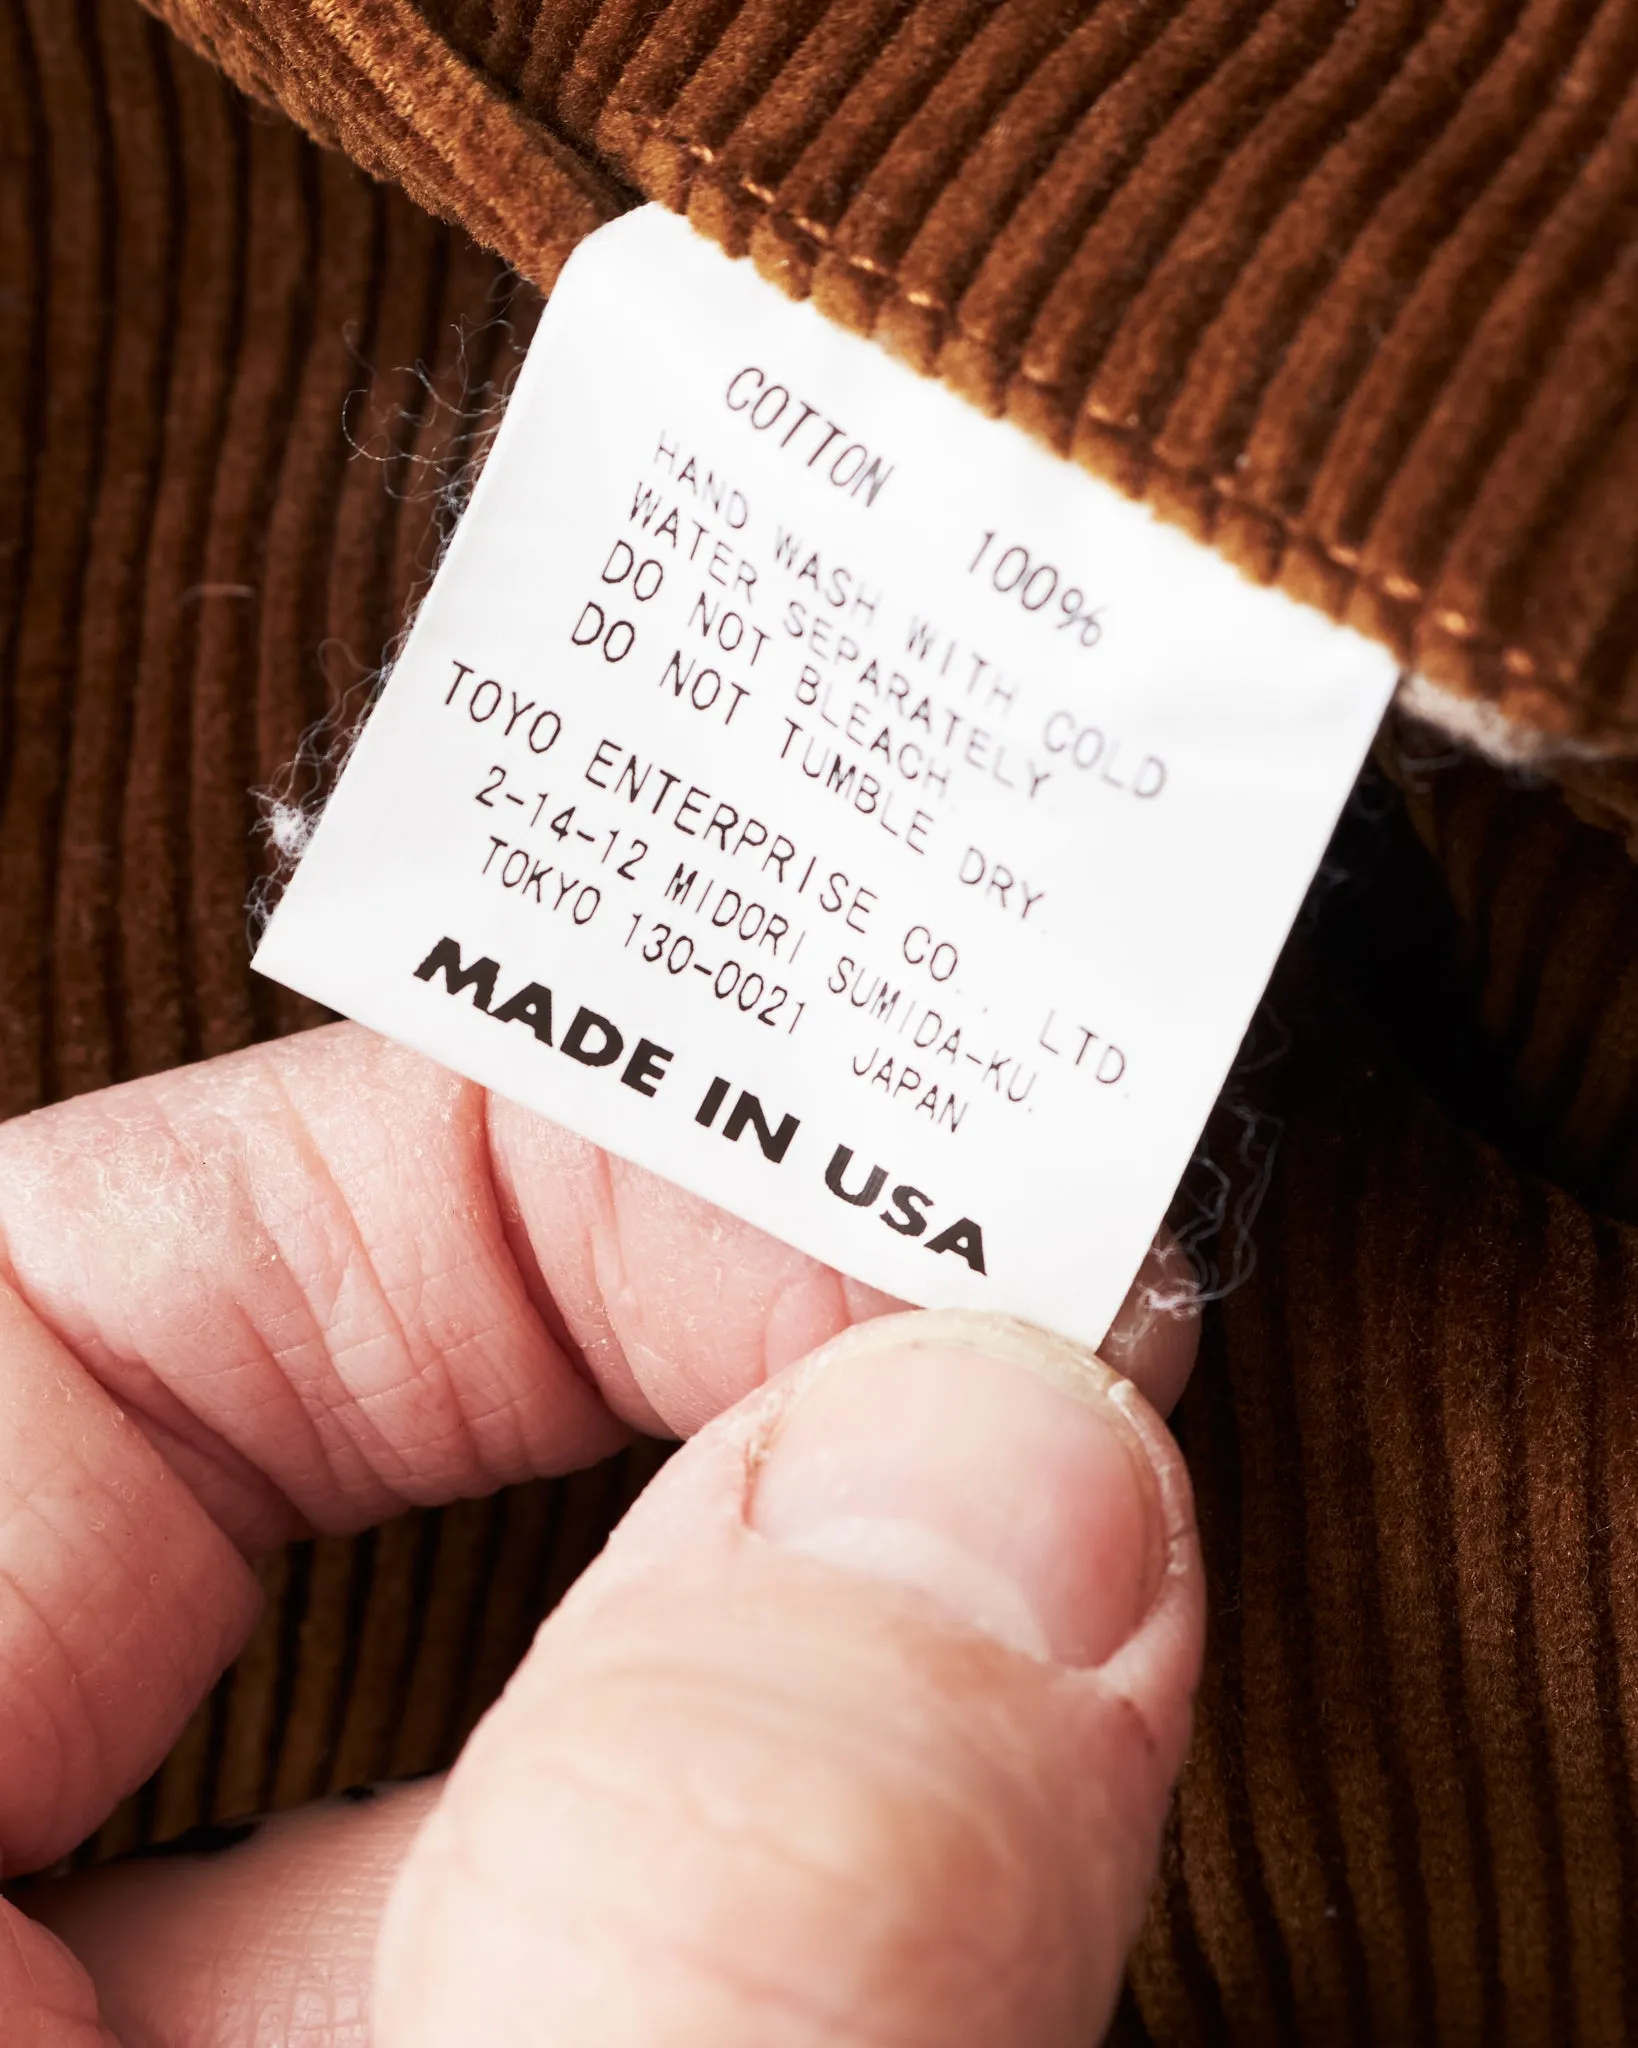 COTTON 100%
HAND WASH WITH COLD
WATER SEPARATELY
DO NOT BLEACH.
DO NOT TUMBLE DRY.
TOYO ENTERPRISE CO., LTD.
2-14-12 MIDORI SUMIDA-KU.
TOKYO 130-0021 JAPAN
MADE IN USA